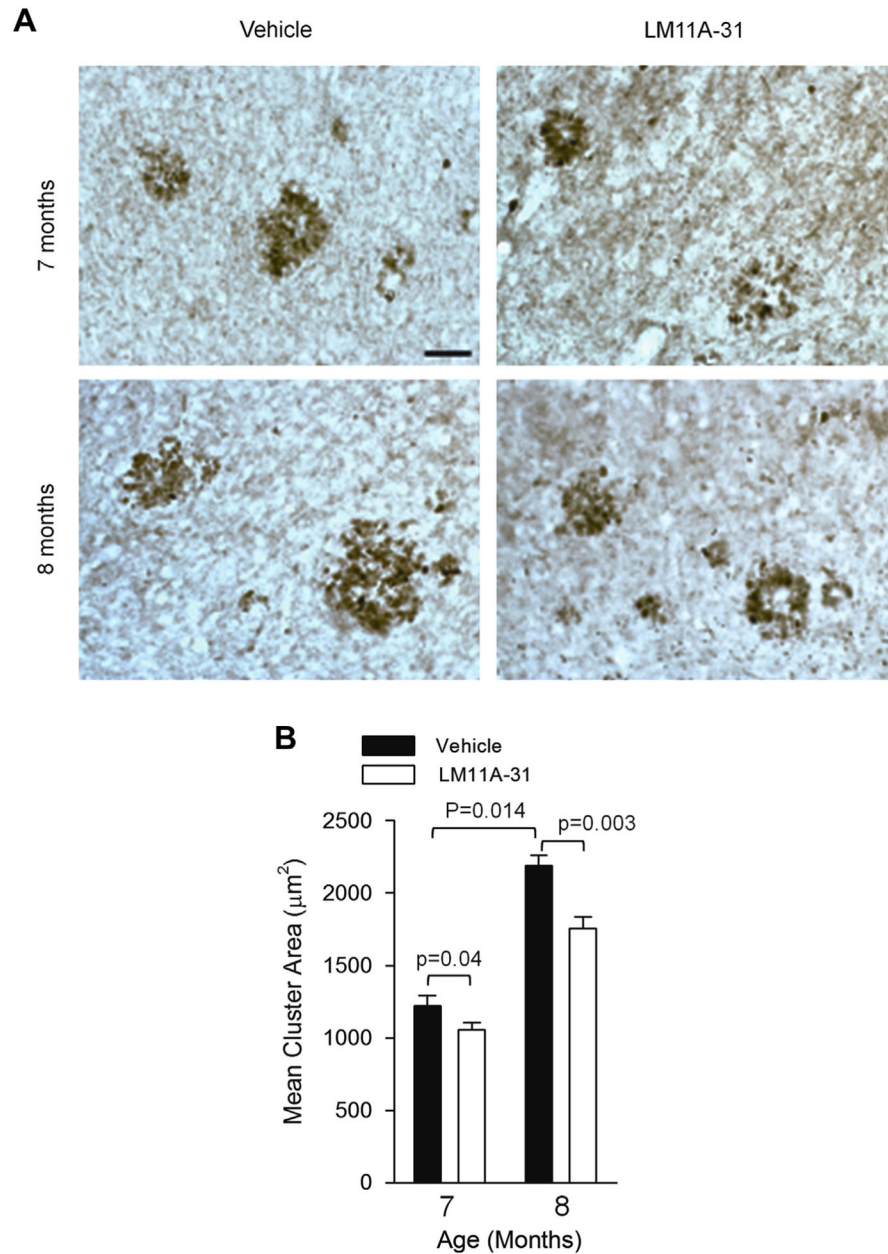 A
Vehicle
LM11A-31
7 months
8 months
B
Vehicle
LM11A-31
P=0.014
p=0.003
p=0.04
Mean Cluster Area (μm²)
2500
2000
1500
1000
500
0
7
8
Age (Months)